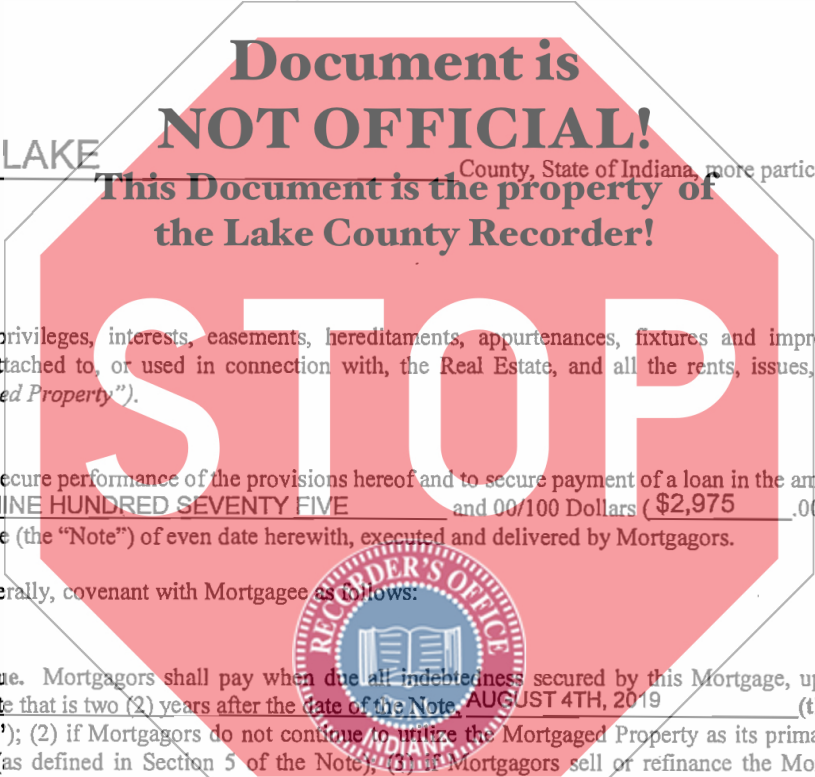 Document is
NOT OFFICIAL!
LAKE County, State of Indiana, more partic
This Document is the property of
the Lake County Recorder!
STOP
privileges, interests, easements, hereditaments, appurtenances, fixtures and impr
ttached to, or used in connection with, the Real Estate, and all the rents, issues,
ed Property”).
ecure performance of the provisions hereof and to secure payment of a loan in the am
INE HUNDRED SEVENTY FIVE and 00/100 Dollars ( $2,975 .00
e (the “Note”) of even date herewith, executed and delivered by Mortgagors.
erally, covenant with Mortgagee as follows:
RECORDER'S OFFICE
INDIANA
ue. Mortgagors shall pay when due all indebtedness secured by this Mortgage, up
e that is two (2) years after the date of the Note, AUGUST 4TH, 2019 (t
”); (2) if Mortgagors do not continue to utilize the Mortgaged Property as its prima
(as defined in Section 5 of the Note); (3) if Mortgagors sell or refinance the Mo